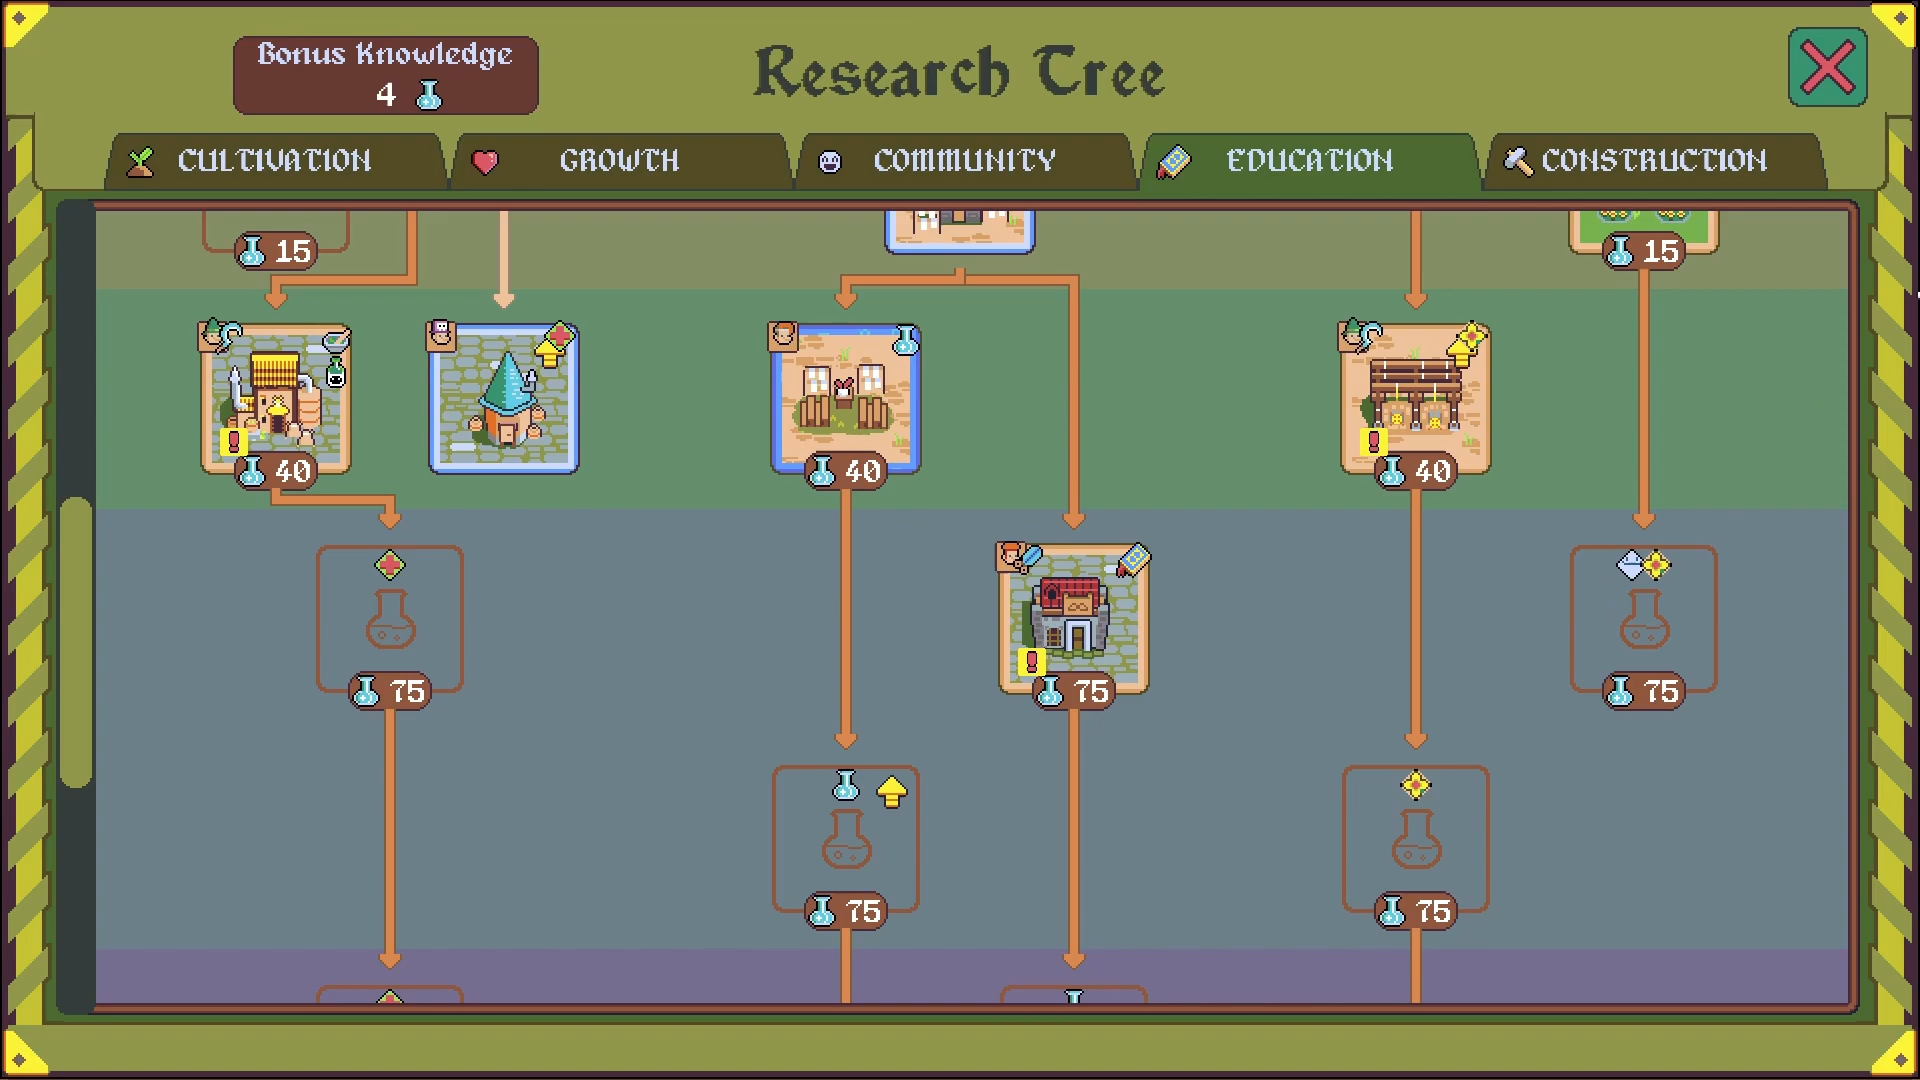 Bonus Knowledge
4
Research Tree
CULTIVATION
GROWTH
COMMUNITY
EDUCATION
CONSTRUCTION
15
15
40
40
40
75
75
75
75
75